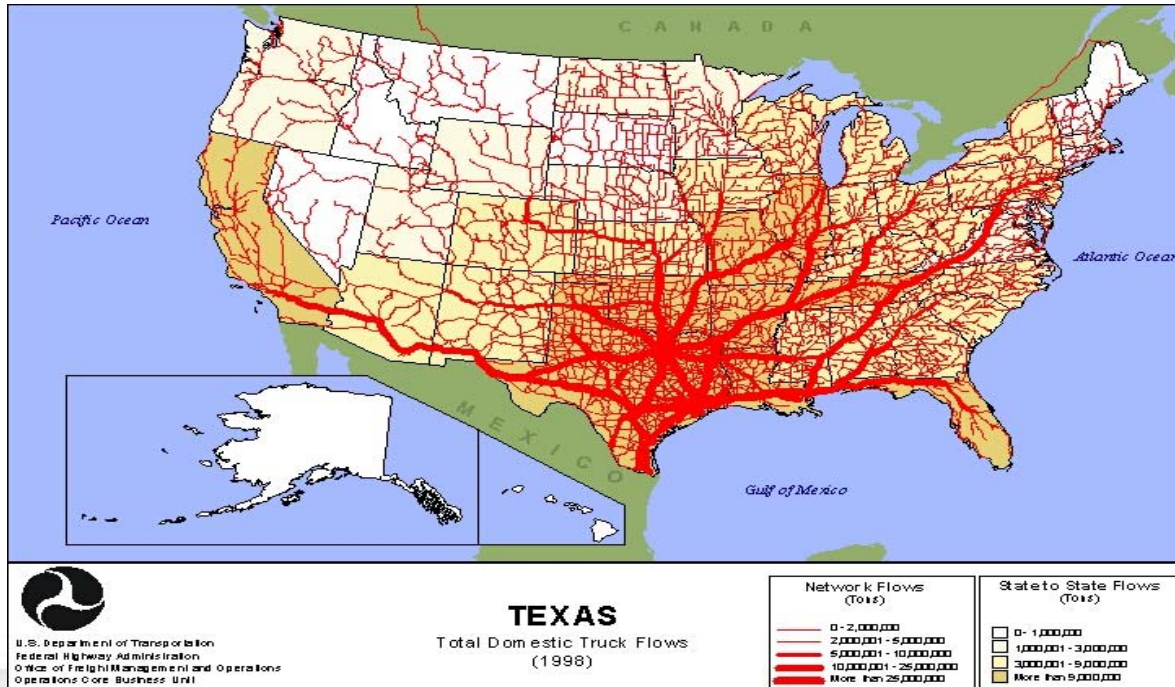 CANADA
Pacific Ocean
Atlantic Ocean
MEXICO
Gulf of Mexico
U.S. Department of Transportation
Federal Highway Administration
Office of Freight Management and Operations
Operations Core Business Unit
TEXAS
Total Domestic Truck Flows
(1998)
Network Flows
(Tons)
0 - 2,000,000
2,000,001 - 5,000,000
5,000,001 - 10,000,000
10,000,001 - 25,000,000
More than 25,000,000
State to State Flows
(Tons)
0 - 1,000,000
1,000,001 - 3,000,000
3,000,001 - 9,000,000
More than 9,000,000